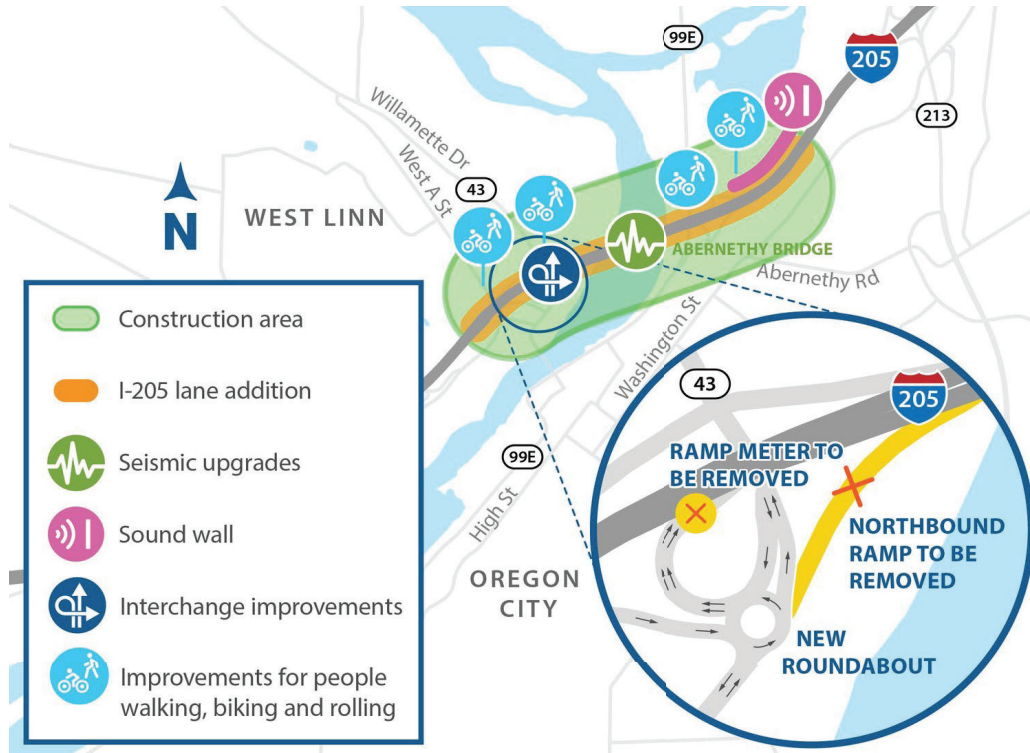 99E
205
213
Willamette Dr
West A St
43
N
WEST LINN
ABERNETHY BRIDGE
Abernethy Rd
Washington St
99E
High St
OREGON
CITY
Construction area
I-205 lane addition
Seismic upgrades
Sound wall
Interchange improvements
Improvements for people
walking, biking and rolling
43
205
RAMP METER TO
BE REMOVED
NORTHBOUND
RAMP TO BE
REMOVED
NEW
ROUNDABOUT